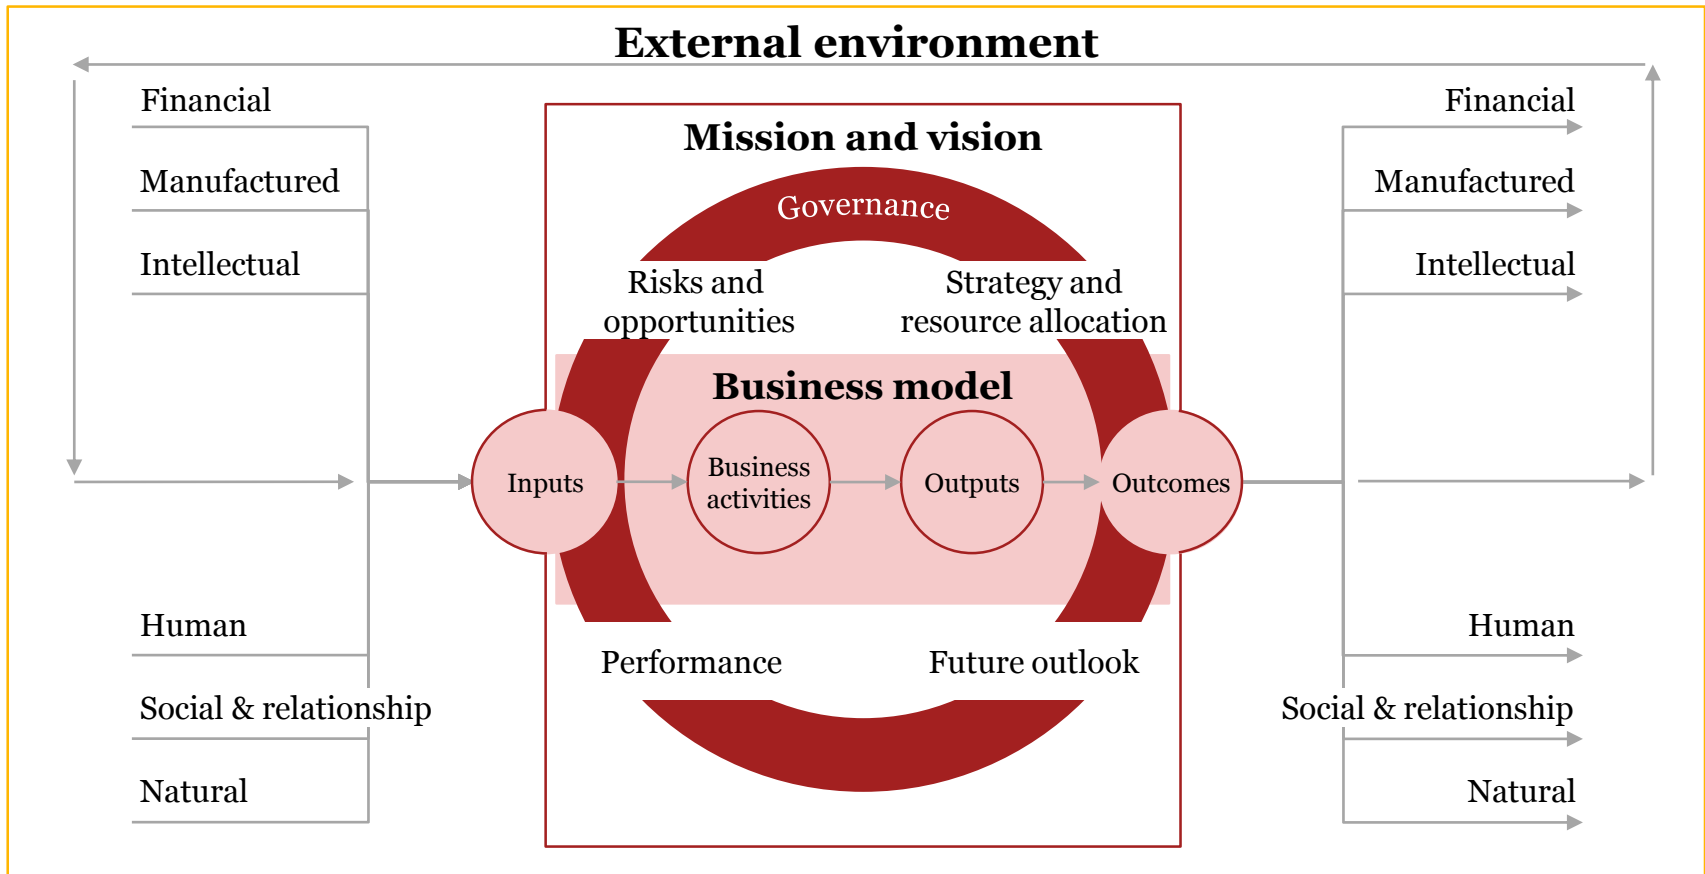 External environment
Financial
Manufactured
Intellectual
Human
Social & relationship
Natural
Mission and vision
Governance
Risks and
opportunities
Strategy and
resource allocation
Business model
Inputs
Business
activities
Outputs
Outcomes
Performance
Future outlook
Financial
Manufactured
Intellectual
Human
Social & relationship
Natural